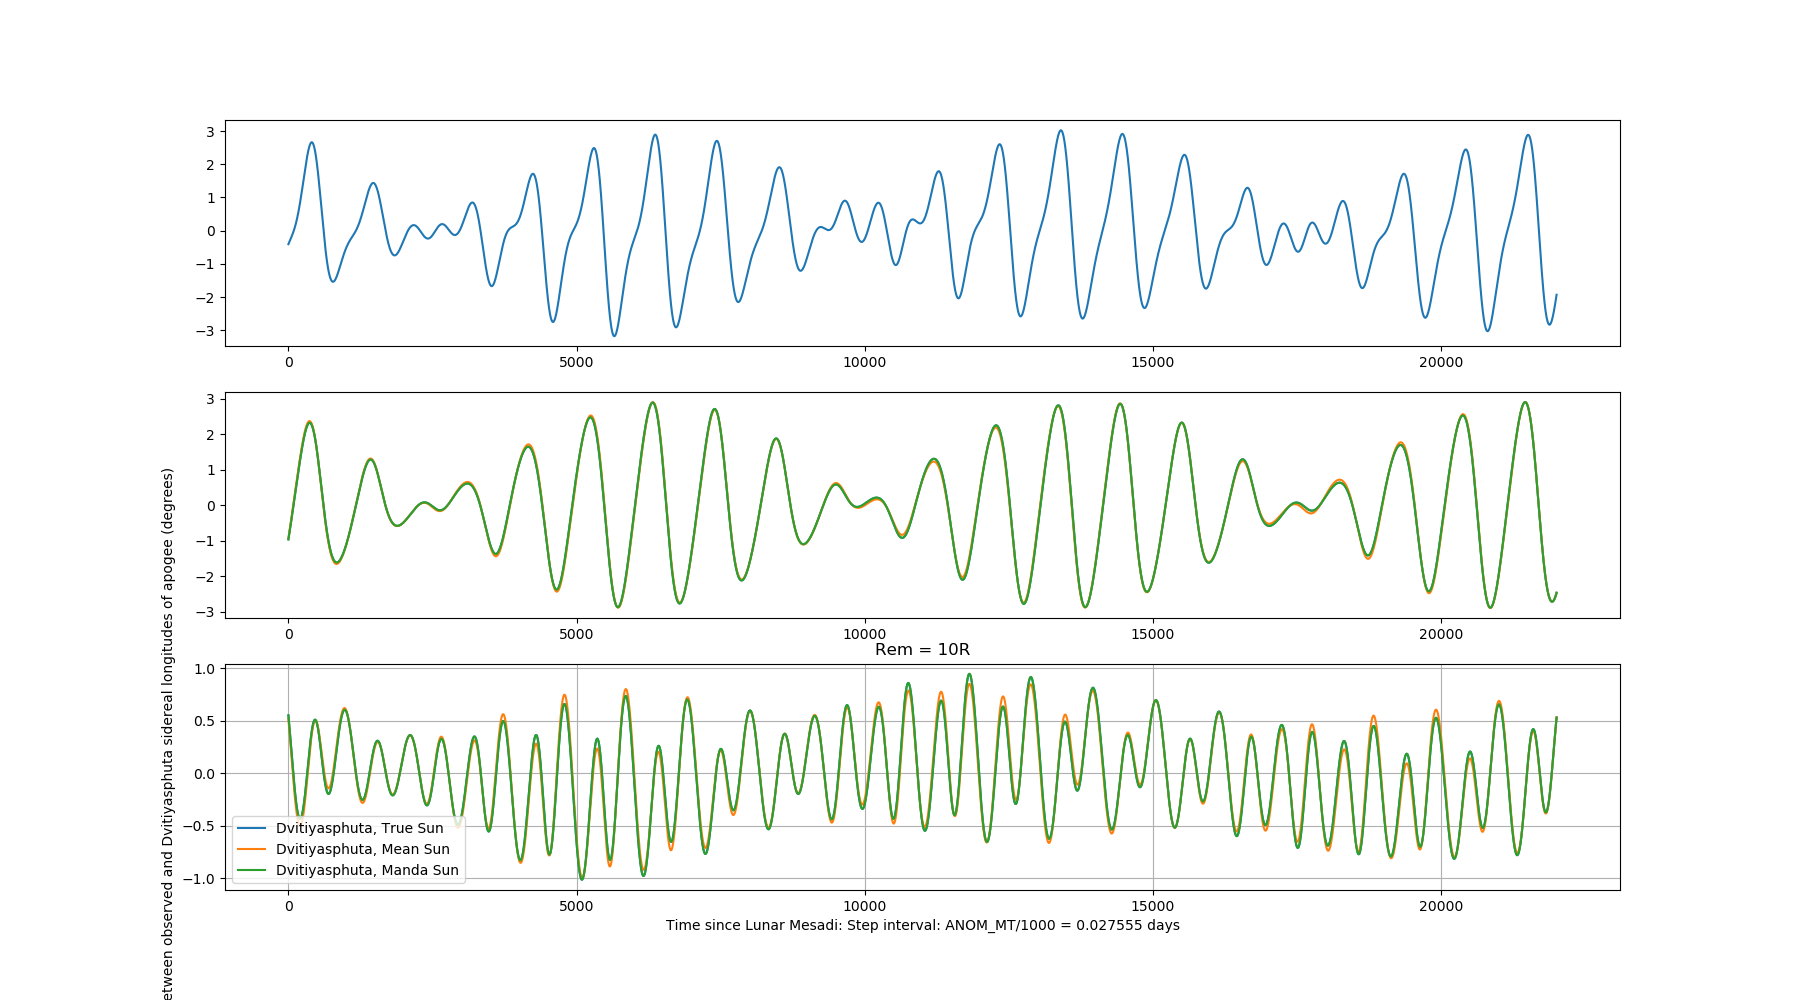 3
2
1
0
−1
−2
−3
0 5000 10000 15000 20000
3
2
1
0
−1
−2
−3
0 5000 10000 15000 20000
Rem = 10R
1.0
0.5
0.0
−0.5
−1.0
Dvitiyasphuta, True Sun
Dvitiyasphuta, Mean Sun
Dvitiyasphuta, Manda Sun
0 5000 10000 15000 20000
Time since Lunar Mesadi: Step interval: ANOM_MT/1000 = 0.027555 days
etween observed and Dvitiyasphuta sidereal longitudes of apogee (degrees)